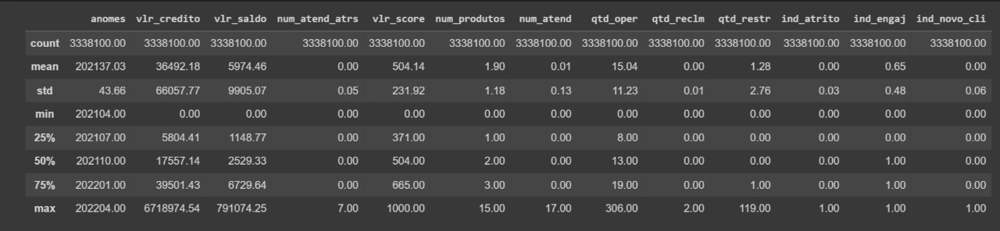 anomes vlr_credito vlr_saldo num_atend_atrs vlr_score num_produtos num_atend qtd_oper qtd_reclm qtd_restr ind_atrito ind_engaj ind_novo_cli
count 3338100.00 3338100.00 3338100.00 3338100.00 3338100.00 3338100.00 3338100.00 3338100.00 3338100.00 3338100.00 3338100.00 3338100.00 3338100.00
mean 202137.03 36492.18 5974.46 0.00 504.14 1.90 0.01 15.04 0.00 1.28 0.00 0.65 0.00
std 43.66 66057.77 9905.07 0.05 231.92 1.18 0.13 11.23 0.01 2.76 0.03 0.48 0.06
min 202104.00 0.00 0.00 0.00 0.00 0.00 0.00 0.00 0.00 0.00 0.00 0.00 0.00
25% 202107.00 5804.41 1148.77 0.00 371.00 1.00 0.00 8.00 0.00 0.00 0.00 0.00 0.00
50% 202110.00 17557.14 2529.33 0.00 504.00 2.00 0.00 13.00 0.00 0.00 0.00 1.00 0.00
75% 202201.00 39501.43 6729.64 0.00 665.00 3.00 0.00 19.00 0.00 1.00 0.00 1.00 0.00
max 202204.00 6718974.54 791074.25 7.00 1000.00 15.00 17.00 306.00 2.00 119.00 1.00 1.00 1.00